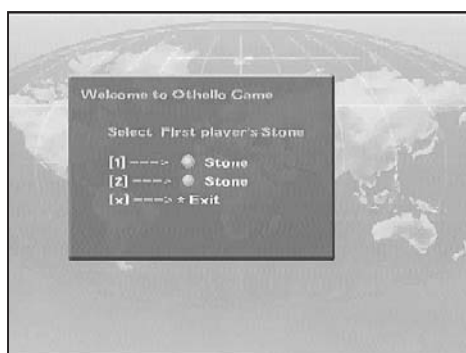 Welcome to Othello Game
Select First player's Stone
[1] ---> Stone
[2] ---> Stone
[x] ---> * Exit